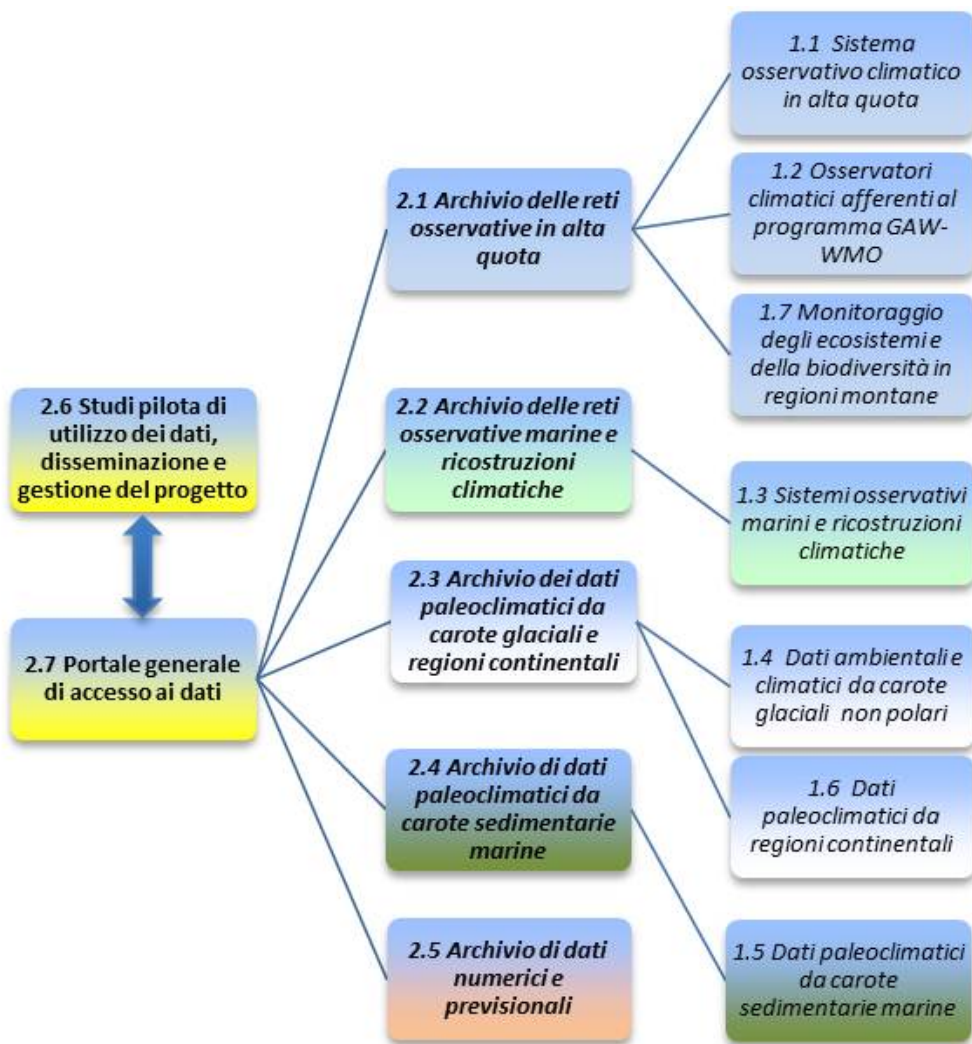 2.6 Studi pilota di
utilizzo dei dati,
disseminazione e
gestione del progetto
2.7 Portale generale
di accesso ai dati
2.1 Archivio delle reti
osservative in alta
quota
2.2 Archivio delle reti
osservative marine e
ricostruzioni
climatiche
2.3 Archivio dei dati
paleoclimatici da
carote glaciali e
regioni continentali
2.4 Archivio di dati
paleoclimatici da
carote sedimentarie
marine
2.5 Archivio di dati
numerici e
previsionali
1.1 Sistema
osservativo climatico
in alta quota
1.2 Osservatori
climatici afferenti al
programma GAW-
WMO
1.7 Monitoraggio
degli ecosistemi e
della biodiversità in
regioni montane
1.3 Sistemi osservativi
marini e ricostruzioni
climatiche
1.4 Dati ambientali e
climatici da carote
glaciali non polari
1.6 Dati
paleoclimatici da
regioni continentali
1.5 Dati paleoclimatici
da carote
sedimentarie marine